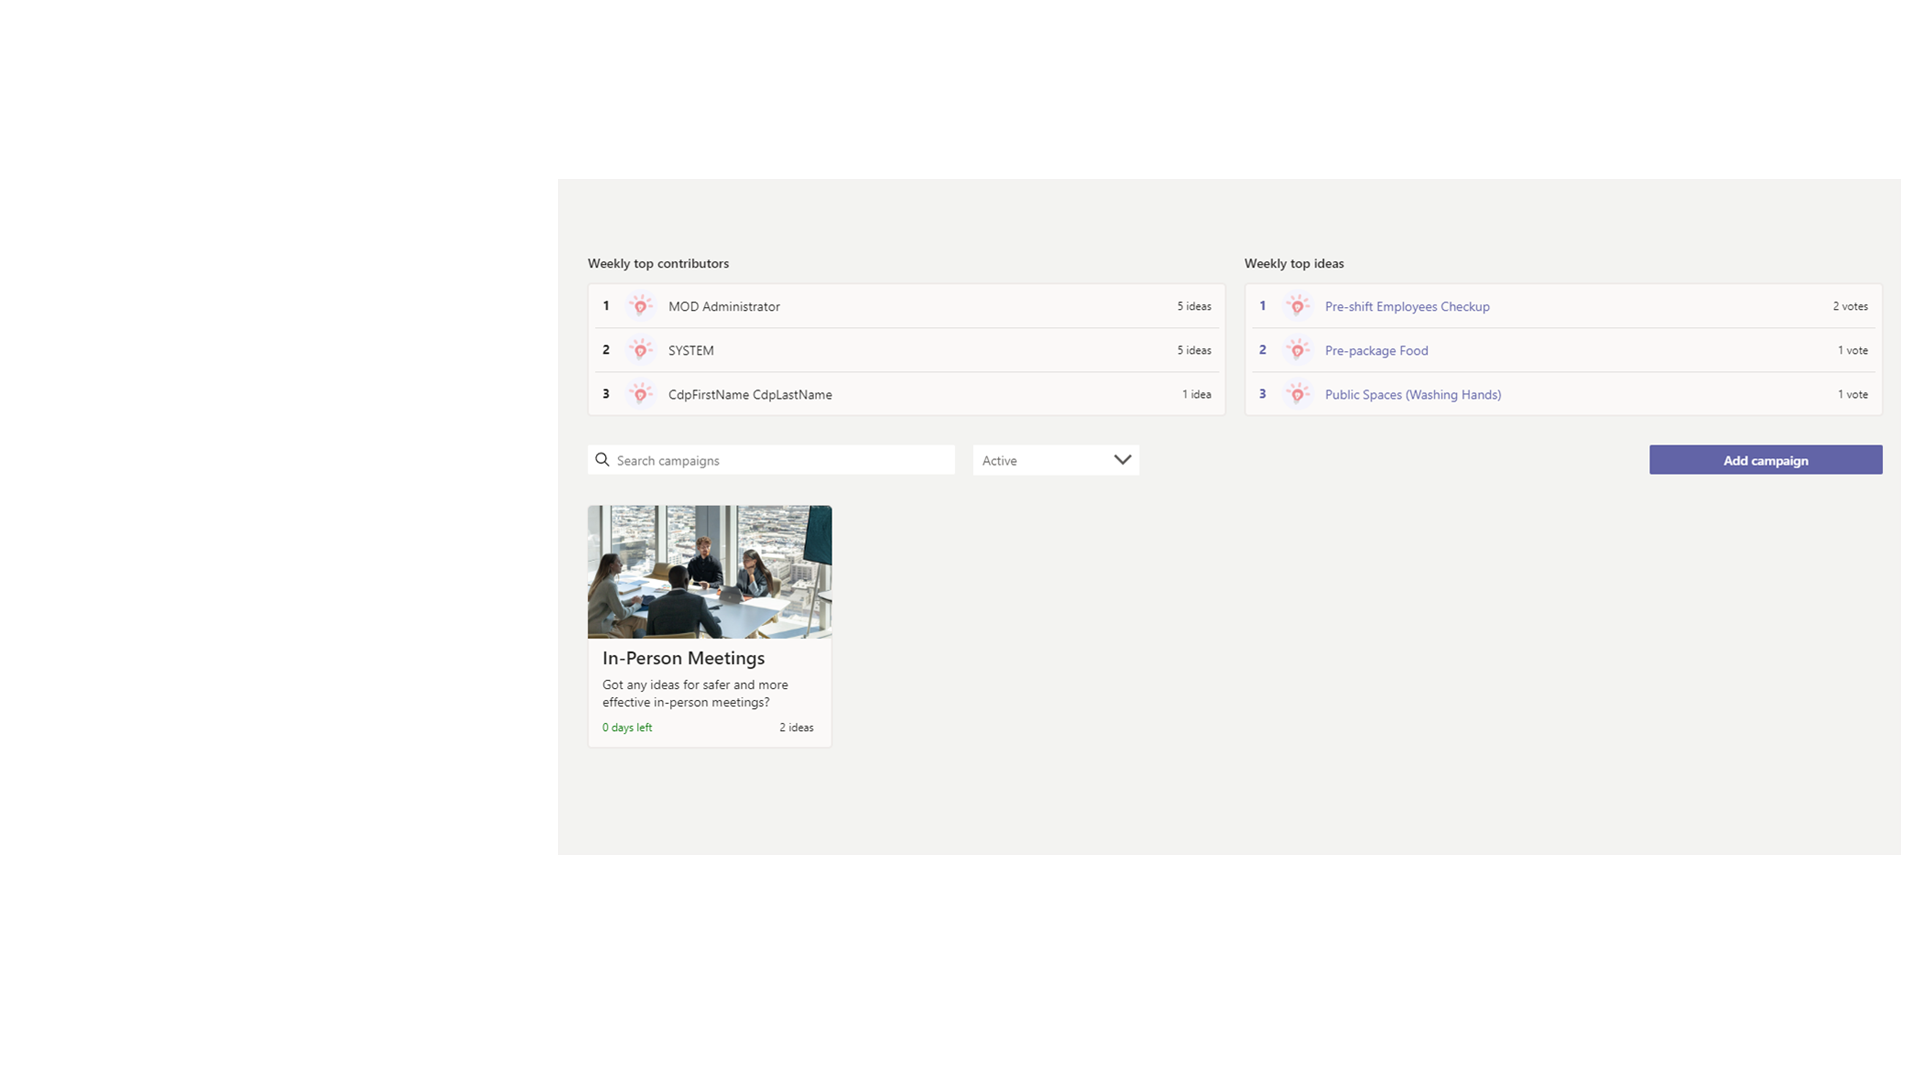 Weekly top contributors
1 MOD Administrator 5 ideas
2 SYSTEM 5 ideas
3 CdpFirstName CdpLastName 1 idea
Weekly top ideas
1 Pre-shift Employees Checkup 2 votes
2 Pre-package Food 1 vote
3 Public Spaces (Washing Hands) 1 vote
Search campaigns
Active
Add campaign
In-Person Meetings
Got any ideas for safer and more
effective in-person meetings?
0 days left 2 ideas